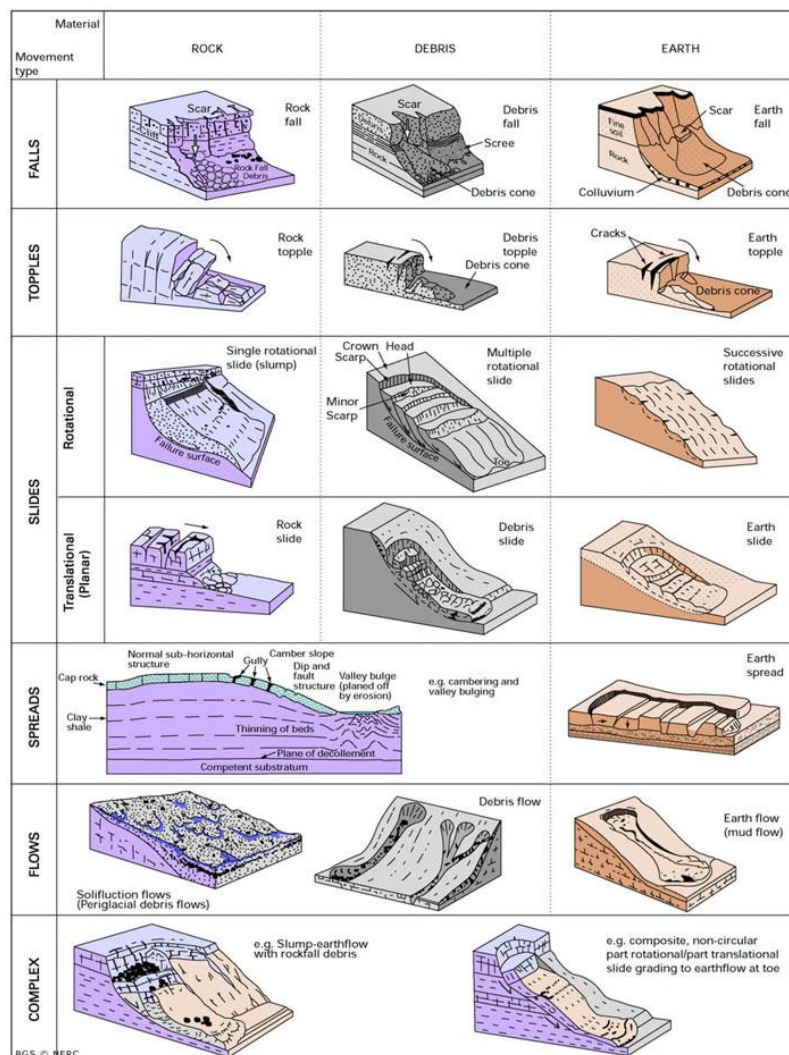 Material
Movement
type
ROCK
DEBRIS
EARTH
FALLS
Scar
Cliff
Rock Fall
Debris
Rock
fall
Scar
Debris
Rock
Debris
fall
Scree
Debris cone
Fine
soil
Rock
Colluvium
Scar
Earth
fall
Debris cone
TOPPLES
Rock
topple
Debris
topple
Debris cone
Cracks
Earth
topple
Debris cone
SLIDES
Rotational
Single rotational
slide (slump)
Failure surface
Crown
Head
Scarp
Minor
Scarp
Failure surface
Toe
Multiple
rotational
slide
Successive
rotational
slides
Translational
(Planar)
Rock
slide
Debris
slide
Earth
slide
SPREADS
Normal sub-horizontal
structure
Cap rock
Gully
Camber slope
Dip and
fault
structure
Valley bulge
(planed off
by erosion)
Clay
shale
Thinning of beds
Plane of decollement
Competent substratum
e.g. cambering and
valley bulging
Earth
spread
FLOWS
Solifluction flows
(Periglacial debris flows)
Debris flow
Earth flow
(mud flow)
COMPLEX
e.g. Slump-earthflow
with rockfall debris
e.g. composite, non-circular
part rotational/part translational
slide grading to earthflow at toe
BGS © NERC